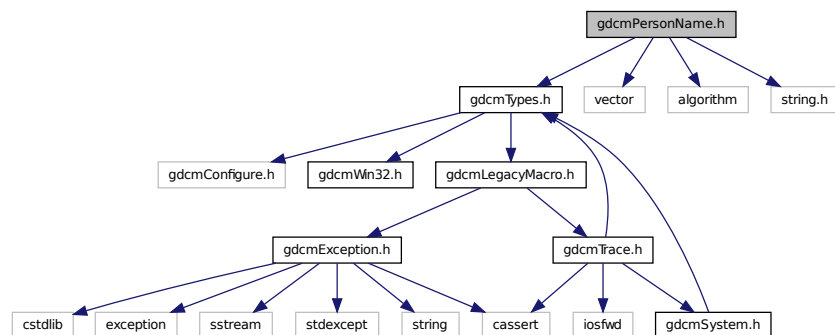 gdcmPersonName.h
gdcmTypes.h
vector
algorithm
string.h
gdcmConfigure.h
gdcmWin32.h
gdcmLegacyMacro.h
gdcmException.h
gdcmTrace.h
cstdlib
exception
sstream
stdexcept
string
cassert
iosfwd
gdcmSystem.h